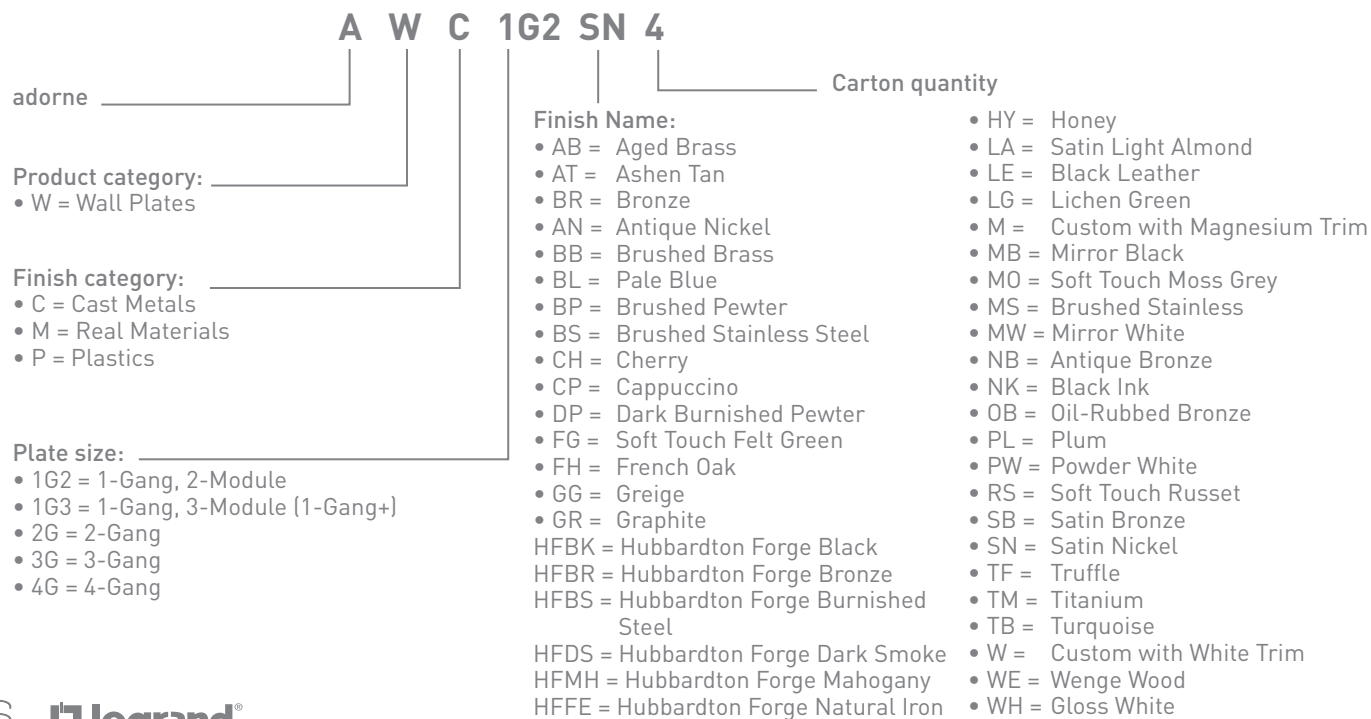 A W C 1G2 SN 4
adorne
Product category:
• W = Wall Plates
Finish category:
• C = Cast Metals
• M = Real Materials
• P = Plastics
Plate size:
• 1G2 = 1-Gang, 2-Module
• 1G3 = 1-Gang, 3-Module (1-Gang+)
• 2G = 2-Gang
• 3G = 3-Gang
• 4G = 4-Gang
Carton quantity
Finish Name:
• AB = Aged Brass
• AT = Ashen Tan
• BR = Bronze
• AN = Antique Nickel
• BB = Brushed Brass
• BL = Pale Blue
• BP = Brushed Pewter
• BS = Brushed Stainless Steel
• CH = Cherry
• CP = Cappuccino
• DP = Dark Burnished Pewter
• FG = Soft Touch Felt Green
• FH = French Oak
• GG = Greige
• GR = Graphite
HFBK = Hubbardton Forge Black
HFBR = Hubbardton Forge Bronze
HFBS = Hubbardton Forge Burnished
Steel
HFDS = Hubbardton Forge Dark Smoke
HFMH = Hubbardton Forge Mahogany
HFFE = Hubbardton Forge Natural Iron
• HY = Honey
• LA = Satin Light Almond
• LE = Black Leather
• LG = Lichen Green
• M = Custom with Magnesium Trim
• MB = Mirror Black
• MO = Soft Touch Moss Grey
• MS = Brushed Stainless
• MW = Mirror White
• NB = Antique Bronze
• NK = Black Ink
• OB = Oil-Rubbed Bronze
• PL = Plum
• PW = Powder White
• RS = Soft Touch Russet
• SB = Satin Bronze
• SN = Satin Nickel
• TF = Truffle
• TM = Titanium
• TB = Turquoise
• W = Custom with White Trim
• WE = Wenge Wood
• WH = Gloss White